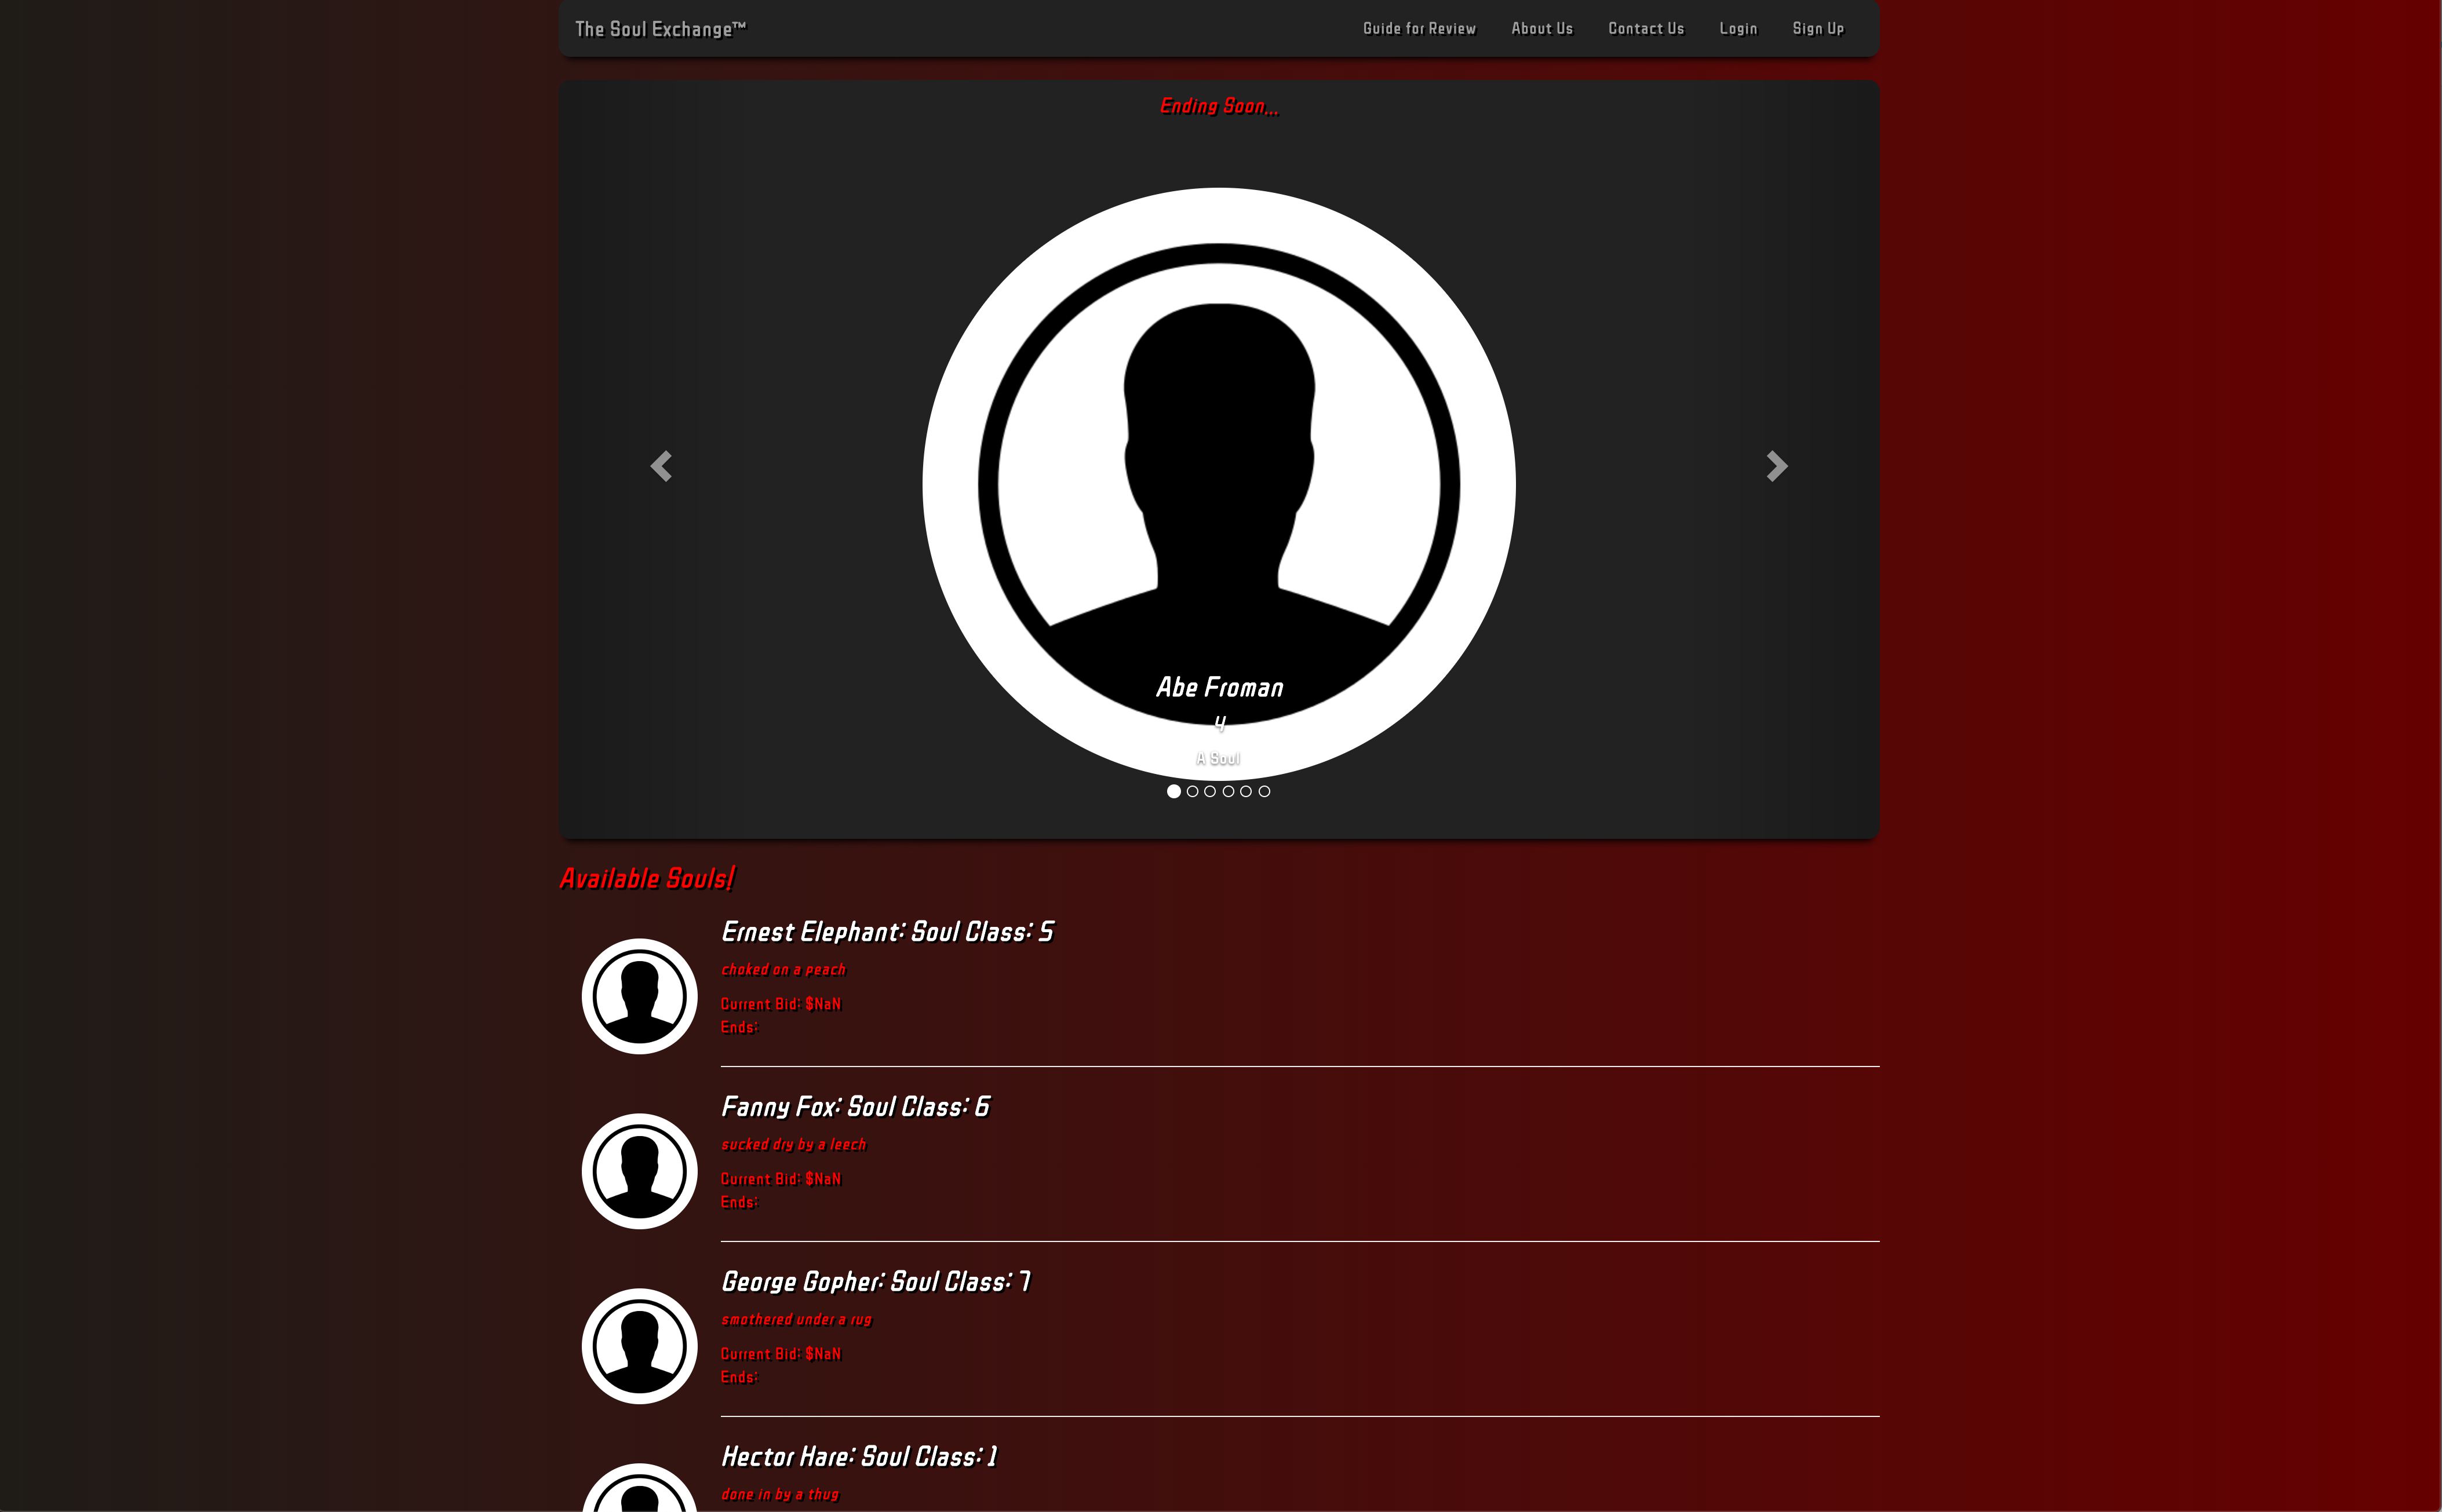 The Soul Exchange™ Guide for Review About Us Contact Us Login Sign Up
Ending Soon...
Abe Froman
4
A Soul
Available Souls!
Ernest Elephant: Soul Class: 5
choked on a peach
Current Bid: $NaN
Ends:
Fanny Fox: Soul Class: 6
sucked dry by a leech
Current Bid: $NaN
Ends:
George Gopher: Soul Class: 7
smothered under a rug
Current Bid: $NaN
Ends:
Hector Hare: Soul Class: 1
done in by a thug